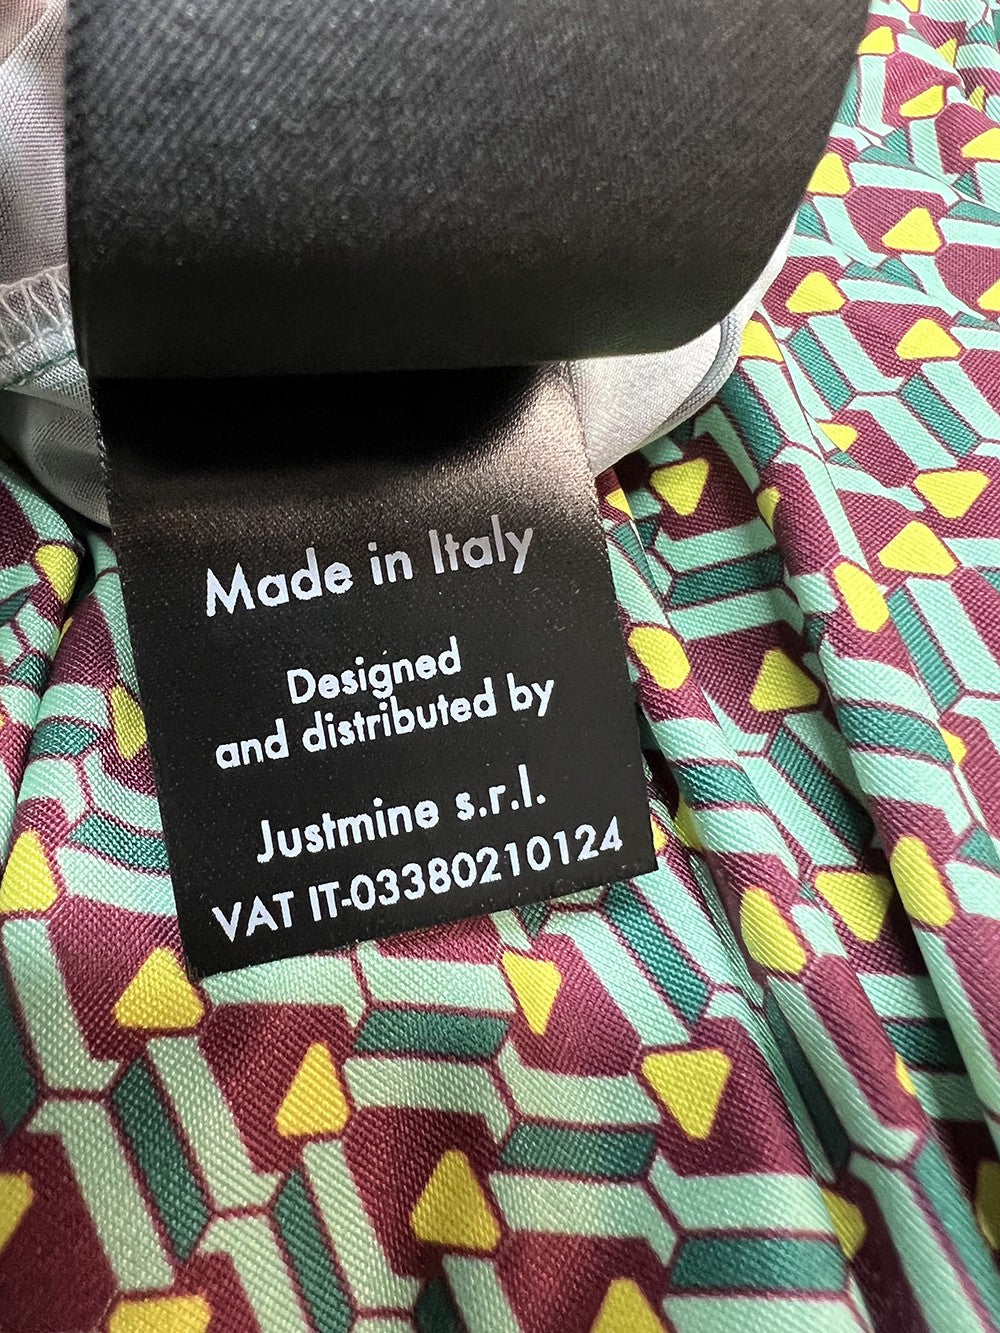 Made in Italy
Designed
and distributed by
Justmine s.r.l.
VAT IT-03380210124